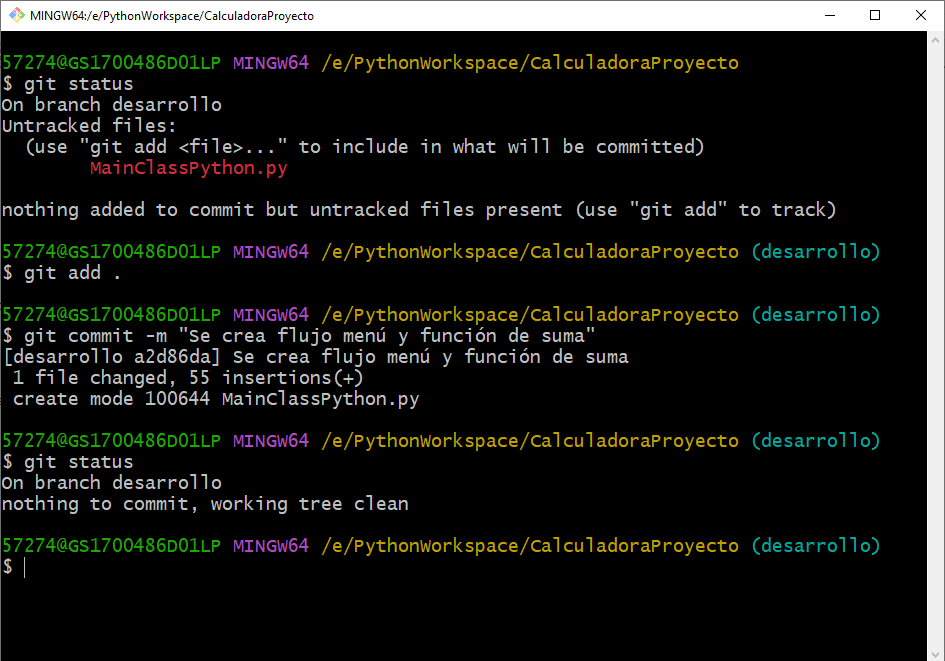 MINGW64:/e/PythonWorkspace/CalculadoraProyecto
57274@GS1700486D01LP MINGW64 /e/PythonWorkspace/CalculadoraProyecto
$ git status
On branch desarrollo
Untracked files:
  (use "git add <file>..." to include in what will be committed)
        MainClassPython.py
nothing added to commit but untracked files present (use "git add" to track)
57274@GS1700486D01LP MINGW64 /e/PythonWorkspace/CalculadoraProyecto (desarrollo)
$ git add .
57274@GS1700486D01LP MINGW64 /e/PythonWorkspace/CalculadoraProyecto (desarrollo)
$ git commit -m "Se crea flujo menú y función de suma"
[desarrollo a2d86da] Se crea flujo menú y función de suma
 1 file changed, 55 insertions(+)
 create mode 100644 MainClassPython.py
57274@GS1700486D01LP MINGW64 /e/PythonWorkspace/CalculadoraProyecto (desarrollo)
$ git status
On branch desarrollo
nothing to commit, working tree clean
57274@GS1700486D01LP MINGW64 /e/PythonWorkspace/CalculadoraProyecto (desarrollo)
$